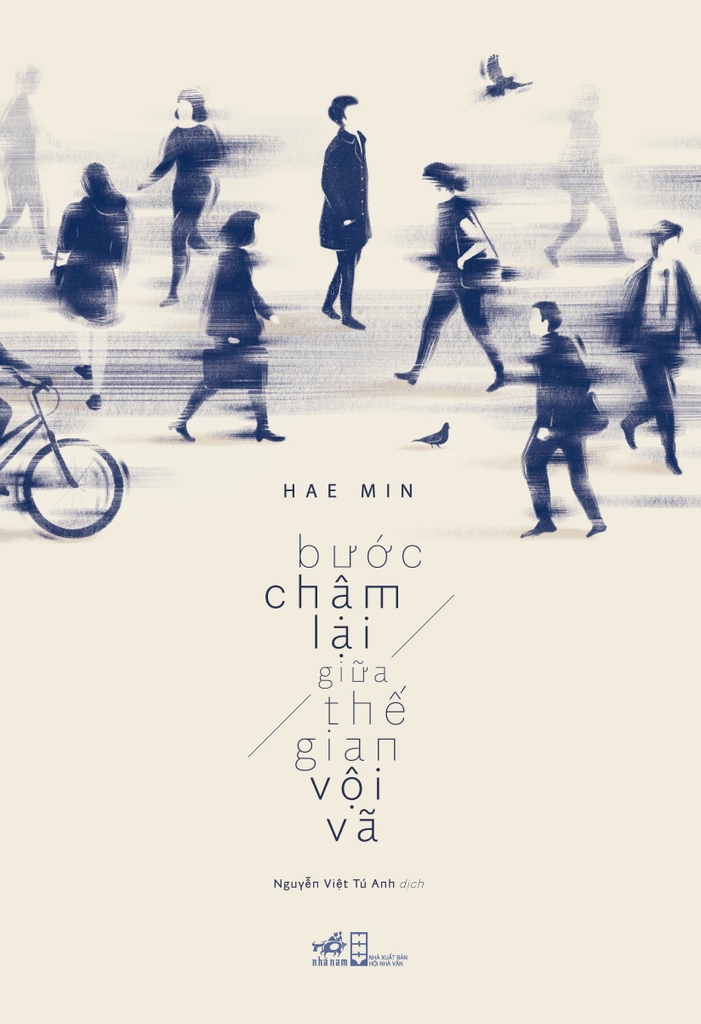 HAE MIN
bước
chậm
lại
giữa
thế
gian
vội
vã
Nguyễn Việt Tú Anh dịch
nhã nam
NHÀ XUẤT BẢN
HỘI NHÀ VĂN